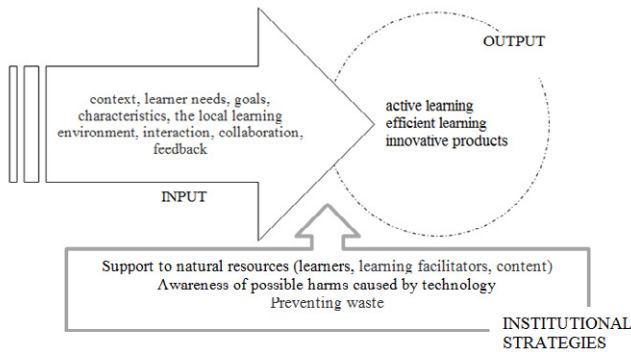 OUTPUT
context, learner needs, goals,
characteristics, the local learning
environment, interaction, collaboration,
feedback
active learning
efficient learning
innovative products
INPUT
Support to natural resources (learners, learning facilitators, content)
Awareness of possible harms caused by technology
Preventing waste
INSTITUTIONAL
STRATEGIES